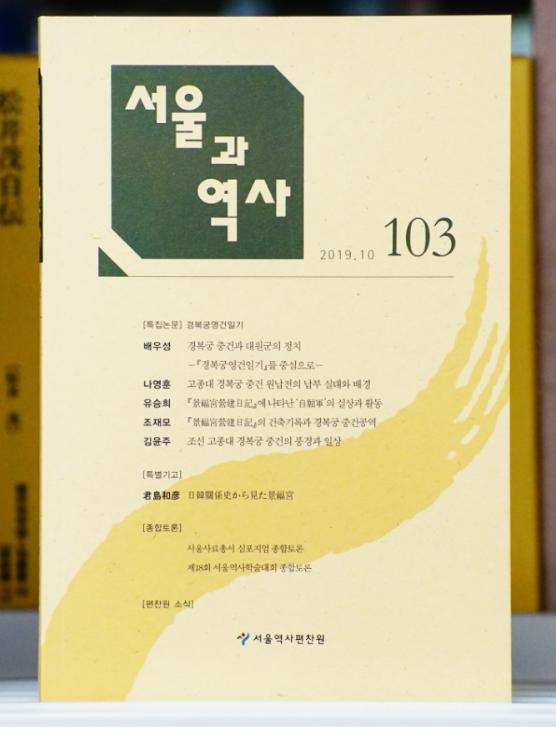 서울과
역사
2019.10 103
[특집논문] 경복궁영건일기
배우성 경복궁 중건과 대원군의 정치
-『경복궁영건일기』를 중심으로-
나영훈 고종대 경복궁 중건 원납전의 납부 실태와 배경
유승희 『景福宮營建日記』에 나타난 '自願軍'의 실상과 활동
조재모 『景福宮營建日記』의 건축기록과 경복궁 중건공역
김윤주 조선 고종대 경복궁 중건의 풍경과 일상
[특별기고]
君島和彦 日韓關係史から見た景福宮
[종합토론]
서울사료총서 심포지엄 종합토론
제18회 서울역사학술대회 종합토론
[편찬원 소식]
서울역사편찬원
松井茂自伝